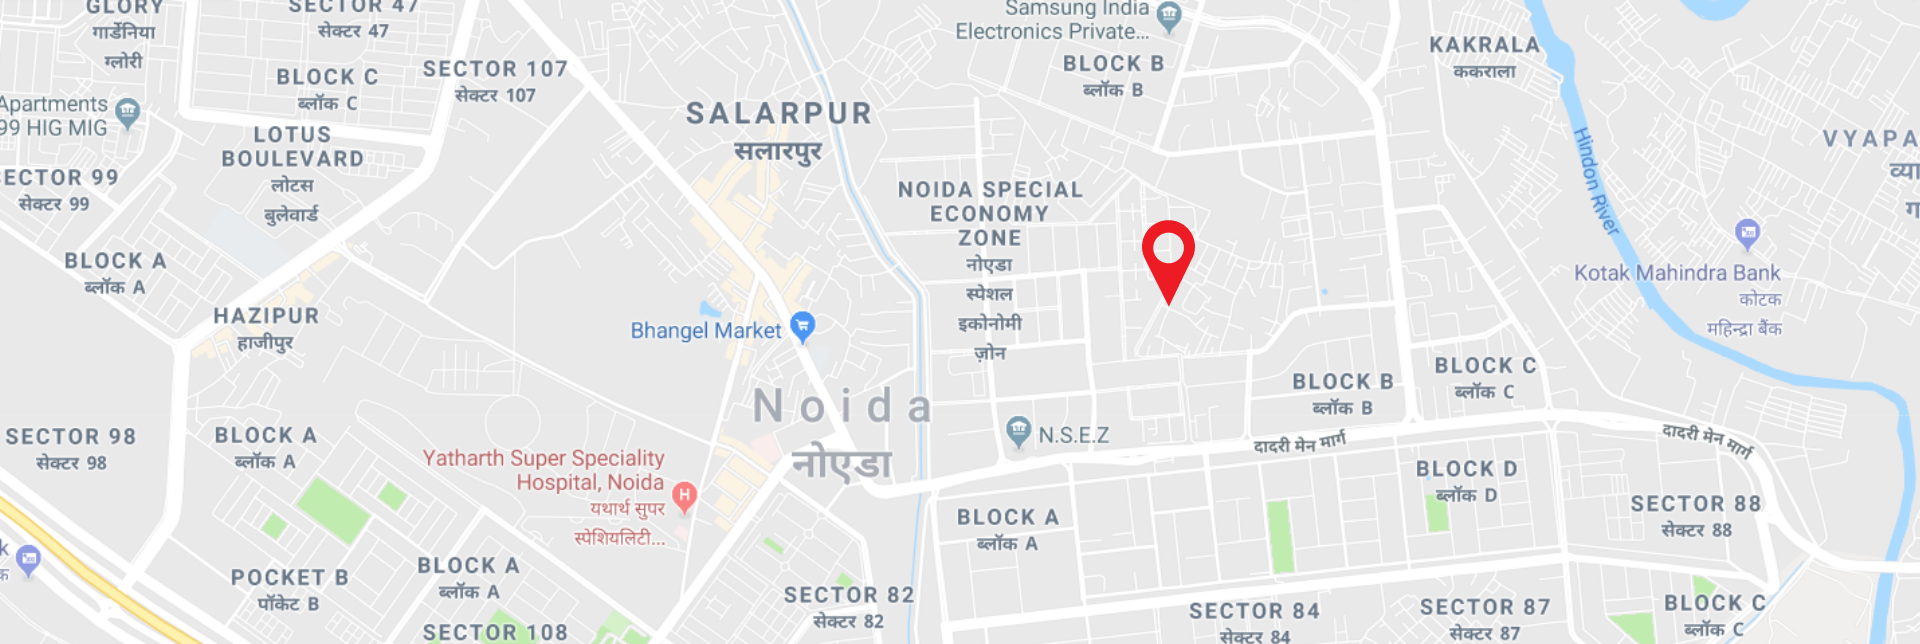 GLORY
गार्डेनिया
ग्लोरी
SECTOR 47
सेक्टर 47
BLOCK C
ब्लॉक C
SECTOR 107
सेक्टर 107
Apartments
99 HIG MIG
LOTUS
BOULEVARD
लोटस
बुलेवार्ड
SECTOR 99
सेक्टर 99
BLOCK A
ब्लॉक A
HAZIPUR
हाजीपुर
SALARPUR
सलारपुर
Samsung India
Electronics Private...
BLOCK B
ब्लॉक B
KAKRALA
ककराला
Hindon River
VYAPA
व्या
ग
NOIDA SPECIAL
ECONOMY
ZONE
नोएडा
स्पेशल
इकोनोमी
ज़ोन
Kotak Mahindra Bank
कोटक
महिन्द्रा बैंक
Bhangel Market
Noida
नोएडा
BLOCK B
ब्लॉक B
BLOCK C
ब्लॉक C
SECTOR 98
सेक्टर 98
BLOCK A
ब्लॉक A
Yatharth Super Speciality
Hospital, Noida
यथार्थ सुपर
स्पेशियलिटी...
H
N.S.E.Z
दादरी मेन मार्ग
दादरी मेन मार्ग
BLOCK D
ब्लॉक D
SECTOR 88
सेक्टर 88
BLOCK A
ब्लॉक A
k
क
POCKET B
पॉकेट B
BLOCK A
ब्लॉक A
SECTOR 108
SECTOR 82
सेक्टर 82
SECTOR 84
सेक्टर 84
SECTOR 87
सेक्टर 87
BLOCK C
ब्लॉक C